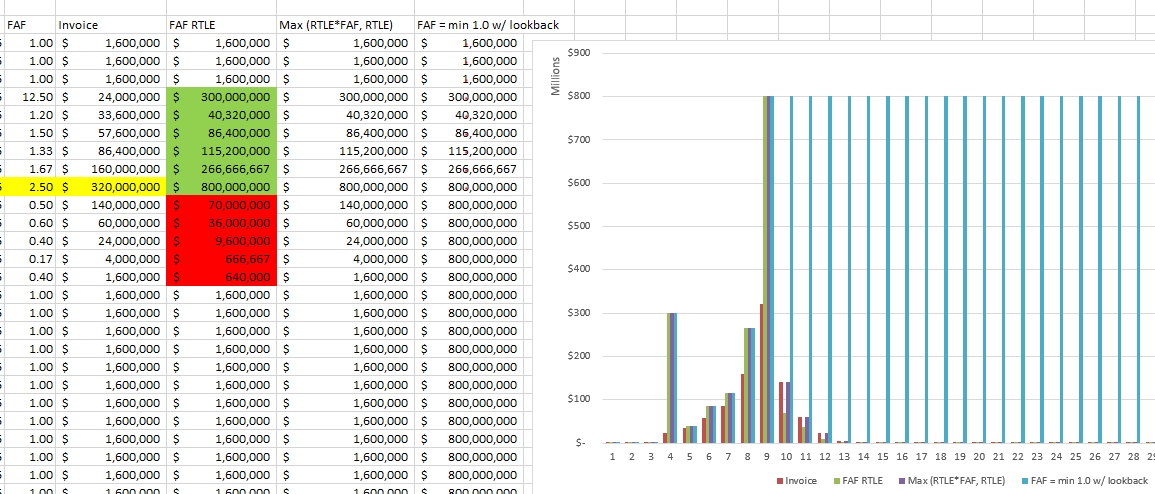 FAF Invoice FAF RTLE Max (RTLE*FAF, RTLE) FAF = min 1.0 w/ lookback
1.00 $ 1,600,000 $ 1,600,000 $ 1,600,000 $ 1,600,000
1.00 $ 1,600,000 $ 1,600,000 $ 1,600,000 $ 1,600,000
1.00 $ 1,600,000 $ 1,600,000 $ 1,600,000 $ 1,600,000
12.50 $ 24,000,000 $ 300,000,000 $ 300,000,000 $ 300,000,000
1.20 $ 33,600,000 $ 40,320,000 $ 40,320,000 $ 40,320,000
1.50 $ 57,600,000 $ 86,400,000 $ 86,400,000 $ 86,400,000
1.33 $ 86,400,000 $ 115,200,000 $ 115,200,000 $ 115,200,000
1.67 $ 160,000,000 $ 266,666,667 $ 266,666,667 $ 266,666,667
2.50 $ 320,000,000 $ 800,000,000 $ 800,000,000 $ 800,000,000
0.50 $ 140,000,000 $ 70,000,000 $ 140,000,000 $ 800,000,000
0.60 $ 60,000,000 $ 36,000,000 $ 60,000,000 $ 800,000,000
0.40 $ 24,000,000 $ 9,600,000 $ 24,000,000 $ 800,000,000
0.17 $ 4,000,000 $ 666,667 $ 4,000,000 $ 800,000,000
0.40 $ 1,600,000 $ 640,000 $ 1,600,000 $ 800,000,000
1.00 $ 1,600,000 $ 1,600,000 $ 1,600,000 $ 800,000,000
1.00 $ 1,600,000 $ 1,600,000 $ 1,600,000 $ 800,000,000
1.00 $ 1,600,000 $ 1,600,000 $ 1,600,000 $ 800,000,000
1.00 $ 1,600,000 $ 1,600,000 $ 1,600,000 $ 800,000,000
1.00 $ 1,600,000 $ 1,600,000 $ 1,600,000 $ 800,000,000
1.00 $ 1,600,000 $ 1,600,000 $ 1,600,000 $ 800,000,000
1.00 $ 1,600,000 $ 1,600,000 $ 1,600,000 $ 800,000,000
1.00 $ 1,600,000 $ 1,600,000 $ 1,600,000 $ 800,000,000
1.00 $ 1,600,000 $ 1,600,000 $ 1,600,000 $ 800,000,000
1.00 $ 1,600,000 $ 1,600,000 $ 1,600,000 $ 800,000,000
1.00 $ 1,600,000 $ 1,600,000 $ 1,600,000 $ 800,000,000
1.00 $ 1,600,000 $ 1,600,000 $ 1,600,000 $ 800,000,000
Millions
$900
$800
$700
$600
$500
$400
$300
$200
$100
$-
1 2 3 4 5 6 7 8 9 10 11 12 13 14 15 16 17 18 19 20 21 22 23 24 25 26 27 28
Invoice FAF RTLE Max (RTLE*FAF, RTLE) FAF = min 1.0 w/ lookback